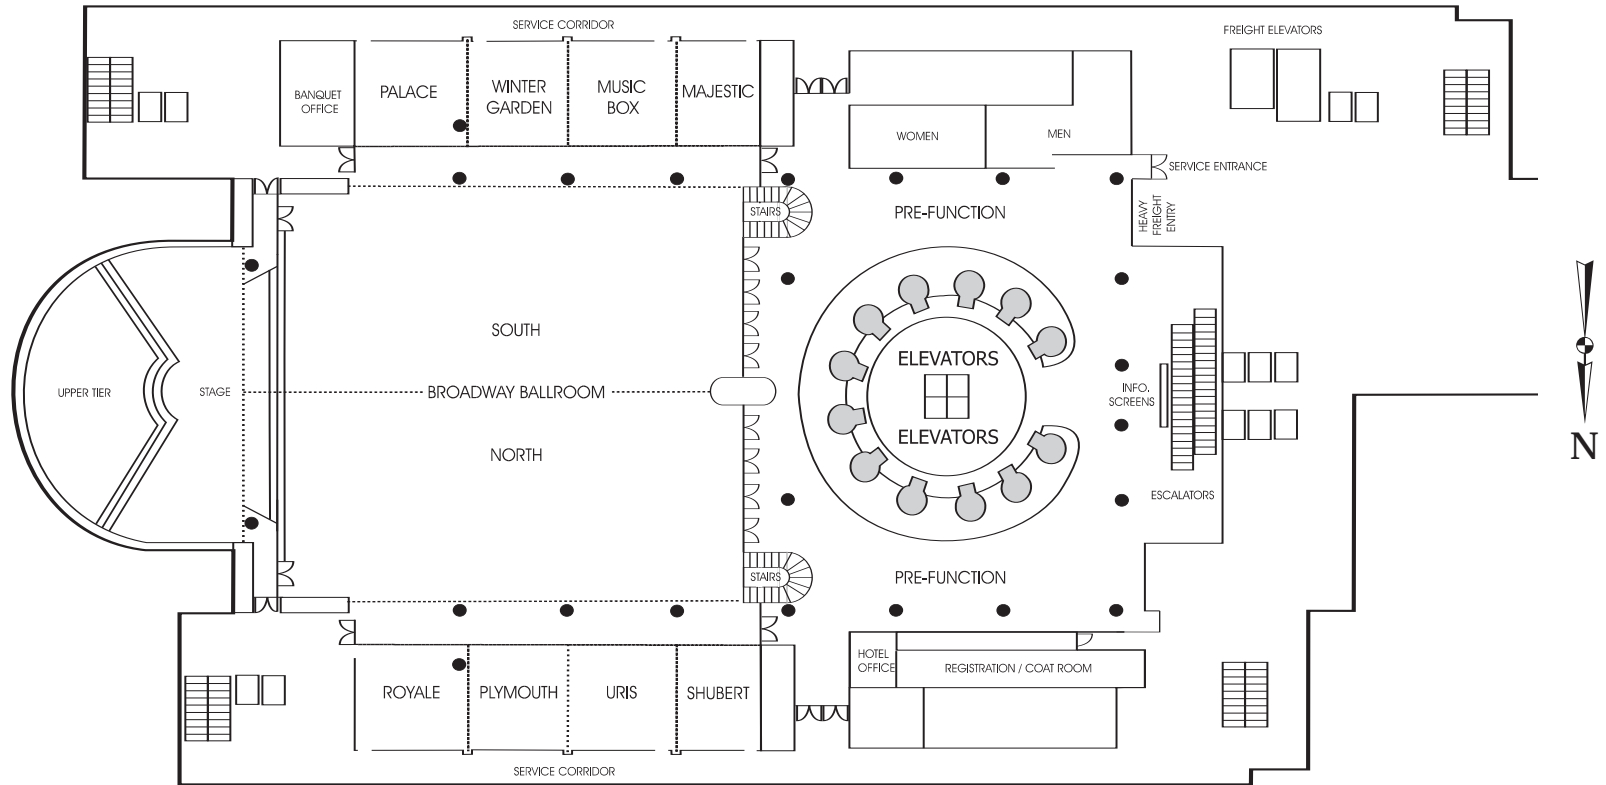 SERVICE CORRIDOR
FREIGHT ELEVATORS
BANQUET
OFFICE
PALACE
WINTER
GARDEN
MUSIC
BOX
MAJESTIC
WOMEN
MEN
SERVICE ENTRANCE
STAIRS
PRE-FUNCTION
HEAVY
FREIGHT
ENTRY
SOUTH
ELEVATORS
UPPER TIER
STAGE
BROADWAY BALLROOM
INFO.
SCREENS
ELEVATORS
N
NORTH
ESCALATORS
STAIRS
PRE-FUNCTION
HOTEL
OFFICE
REGISTRATION / COAT ROOM
ROYALE
PLYMOUTH
URIS
SHUBERT
SERVICE CORRIDOR